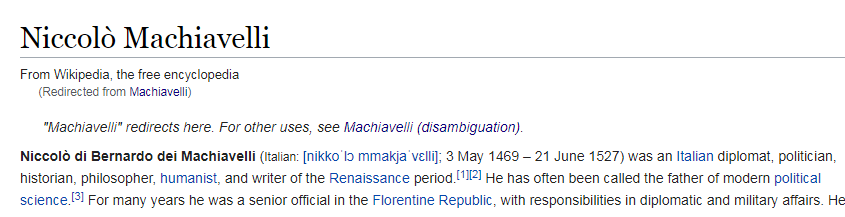 Niccolò Machiavelli
From Wikipedia, the free encyclopedia
(Redirected from Machiavelli)
"Machiavelli" redirects here. For other uses, see Machiavelli (disambiguation).
Niccolò di Bernardo dei Machiavelli (Italian: [nikkoˈlɔ mmakjaˈvɛlli]; 3 May 1469 – 21 June 1527) was an Italian diplomat, politician,
historian, philosopher, humanist, and writer of the Renaissance period.[1][2] He has often been called the father of modern political
science.[3] For many years he was a senior official in the Florentine Republic, with responsibilities in diplomatic and military affairs. He